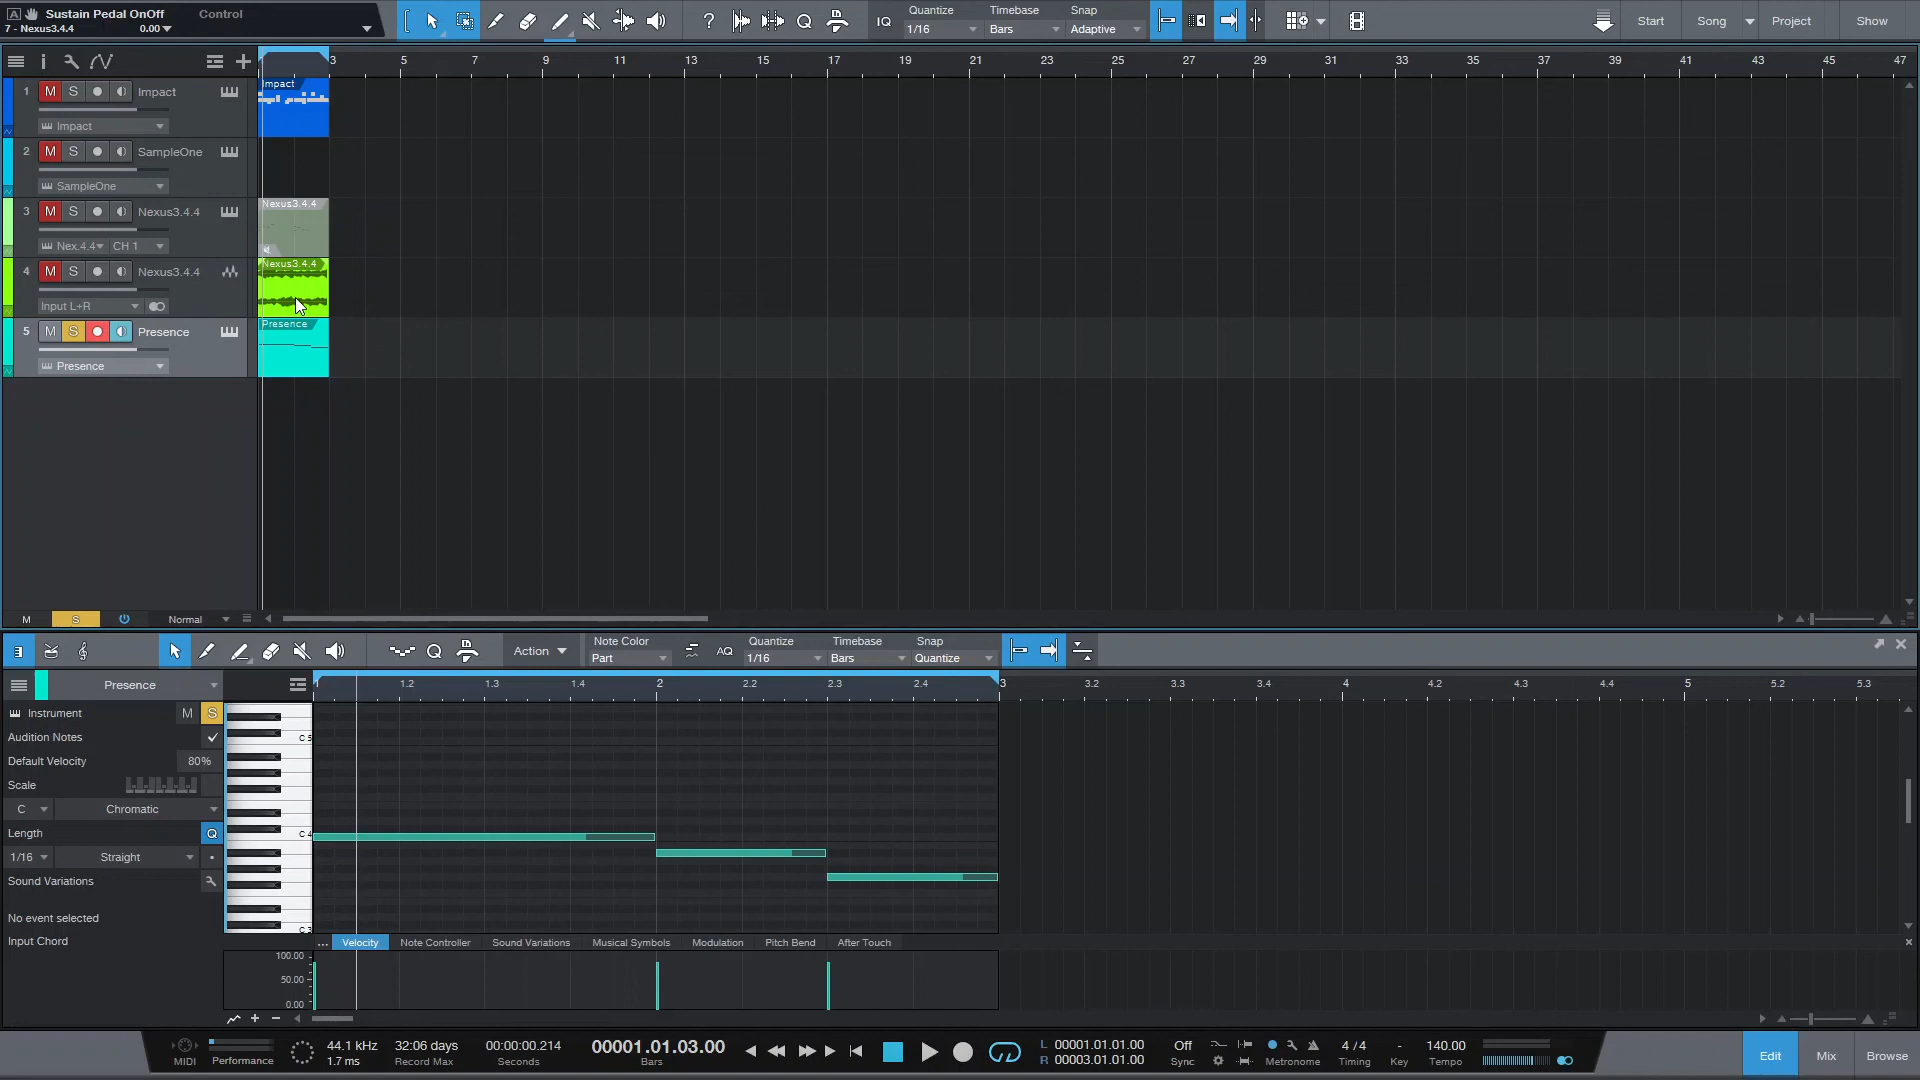 Sustain Pedal OnOff Control
7 - Nexus3.4.4 0.00
IQ Quantize 1/16 Timebase Bars Snap Adaptive
Start Song Project Show
3 5 7 9 11 13 15 17 19 21 23 25 27 29 31 33 35 37 39 41 43 45 47
1 M S Impact
Impact
Impact
2 M S SampleOne
SampleOne
3 M S Nexus3.4.4
Nex.4.4 CH 1
Nexus3.4.4
4 M S Nexus3.4.4
Input L+R
Nexus3.4.4
5 M S Presence
Presence
Presence
M S Normal
Action Note Color Part AQ Quantize 1/16 Timebase Bars Snap Quantize
Presence
1 1.2 1.3 1.4 2 2.2 2.3 2.4 3 3.2 3.3 3.4 4 4.2 4.3 4.4 5 5.2 5.3
Instrument M S
Audition Notes
Default Velocity 80%
Scale
C Chromatic
Length Q
1/16 Straight
Sound Variations
No event selected
Input Chord
C 5
C 4
C 3
... Velocity Note Controller Sound Variations Musical Symbols Modulation Pitch Bend After Touch
100.00
50.00
0.00
MIDI Performance
44.1 kHz
1.7 ms
32:06 days
Record Max
00:00:00.214
Seconds
00001.01.03.00
Bars
L 00001.01.01.00
R 00003.01.01.00
Off
Sync
Metronome
4 / 4
Timing
-
Key
140.00
Tempo
Edit Mix Browse